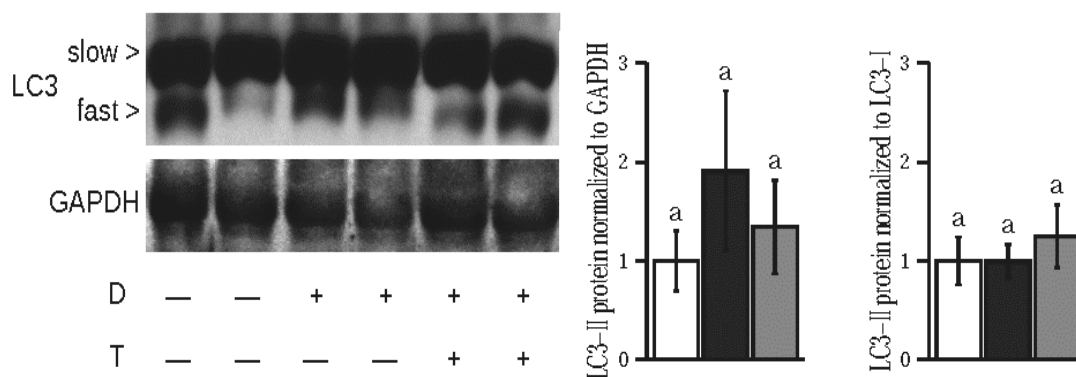 slow >
LC3
fast >
GAPDH
D — — + + + +
T — — — — + +
LC3-II protein normalized to GAPDH
3
2
1
0
a
a
a
LC3-II protein normalized to LC3-I
3
2
1
0
a
a
a